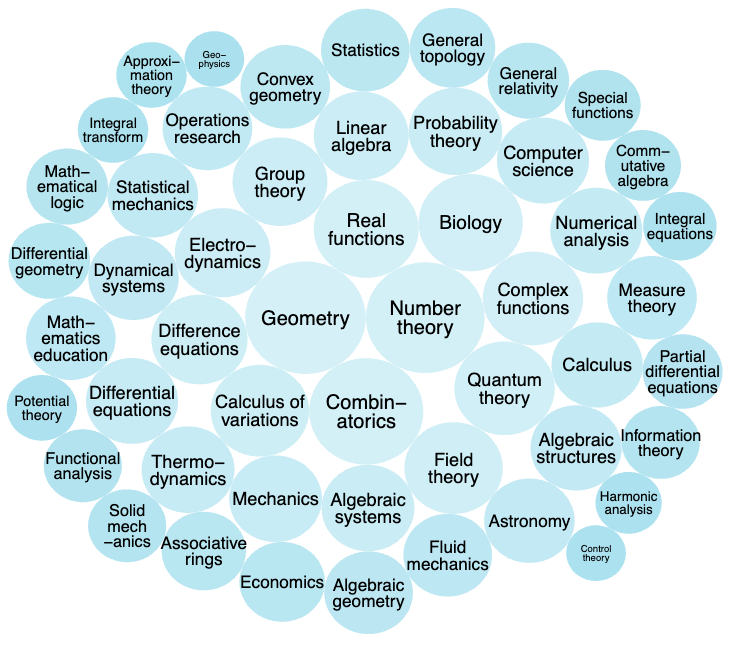 Statistics
General
topology
Approxi–
mation
theory
Geo–
physics
Convex
geometry
General
relativity
Special
functions
Integral
transform
Operations
research
Linear
algebra
Probability
theory
Computer
science
Comm–
utative
algebra
Math–
ematical
logic
Statistical
mechanics
Group
theory
Real
functions
Biology
Numerical
analysis
Integral
equations
Differential
geometry
Dynamical
systems
Electro–
dynamics
Geometry
Number
theory
Complex
functions
Measure
theory
Math–
ematics
education
Difference
equations
Calculus
Partial
differential
equations
Potential
theory
Differential
equations
Calculus of
variations
Combin–
atorics
Quantum
theory
Algebraic
structures
Information
theory
Functional
analysis
Thermo–
dynamics
Mechanics
Algebraic
systems
Field
theory
Astronomy
Harmonic
analysis
Solid
mech
–anics
Associative
rings
Economics
Algebraic
geometry
Fluid
mechanics
Control
theory